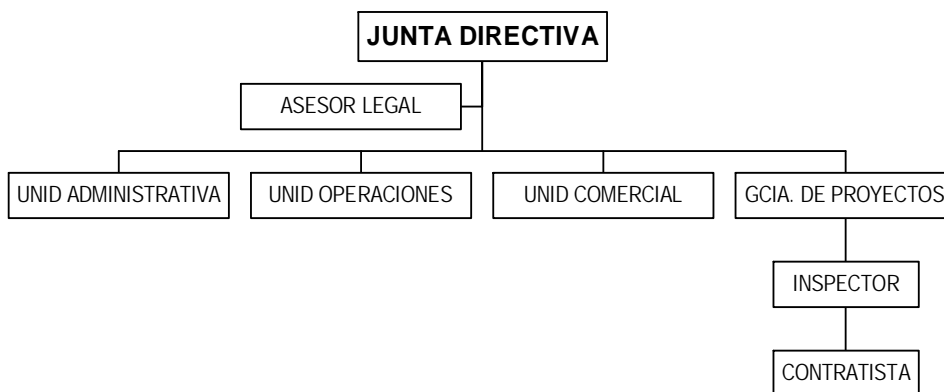 JUNTA DIRECTIVA
ASESOR LEGAL
UNID ADMINISTRATIVA
UNID OPERACIONES
UNID COMERCIAL
GCIA. DE PROYECTOS
INSPECTOR
CONTRATISTA